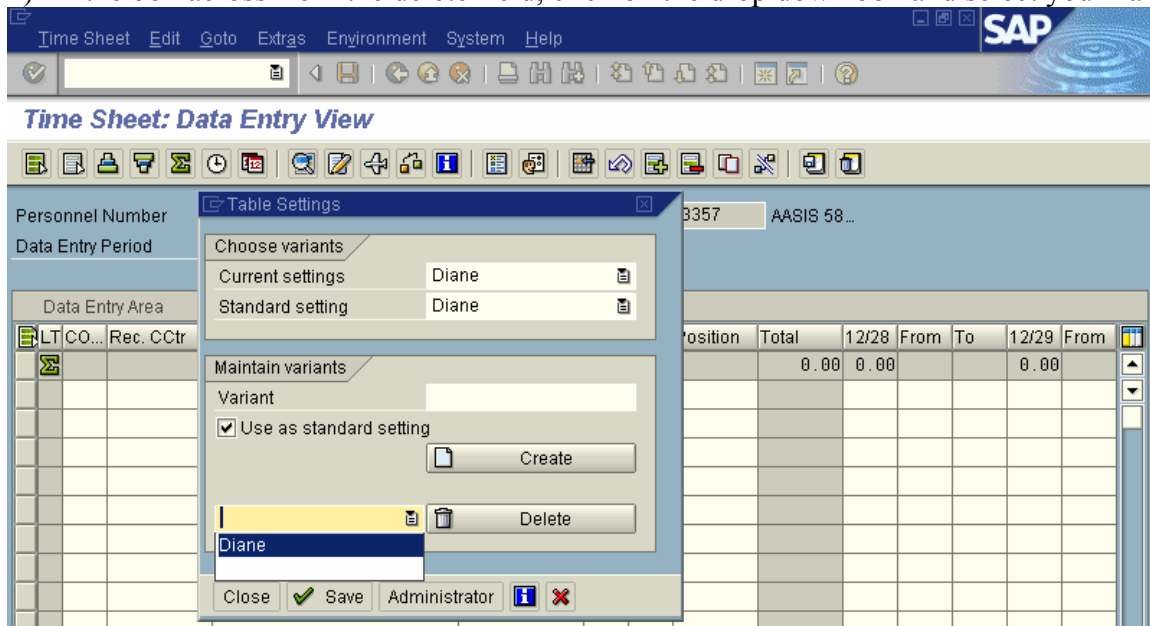 Time Sheet Edit Goto Extras Environment System Help
SAP
Time Sheet: Data Entry View
Personnel Number 3357 AASIS 58...
Data Entry Period
Table Settings
Choose variants
Current settings Diane
Standard setting Diane
Data Entry Area
LT CO... Rec. CCtr Position Total 12/28 From To 12/29 From
0.00 0.00 0.00
Maintain variants
Variant
Use as standard setting
Create
Delete
Diane
Close Save Administrator